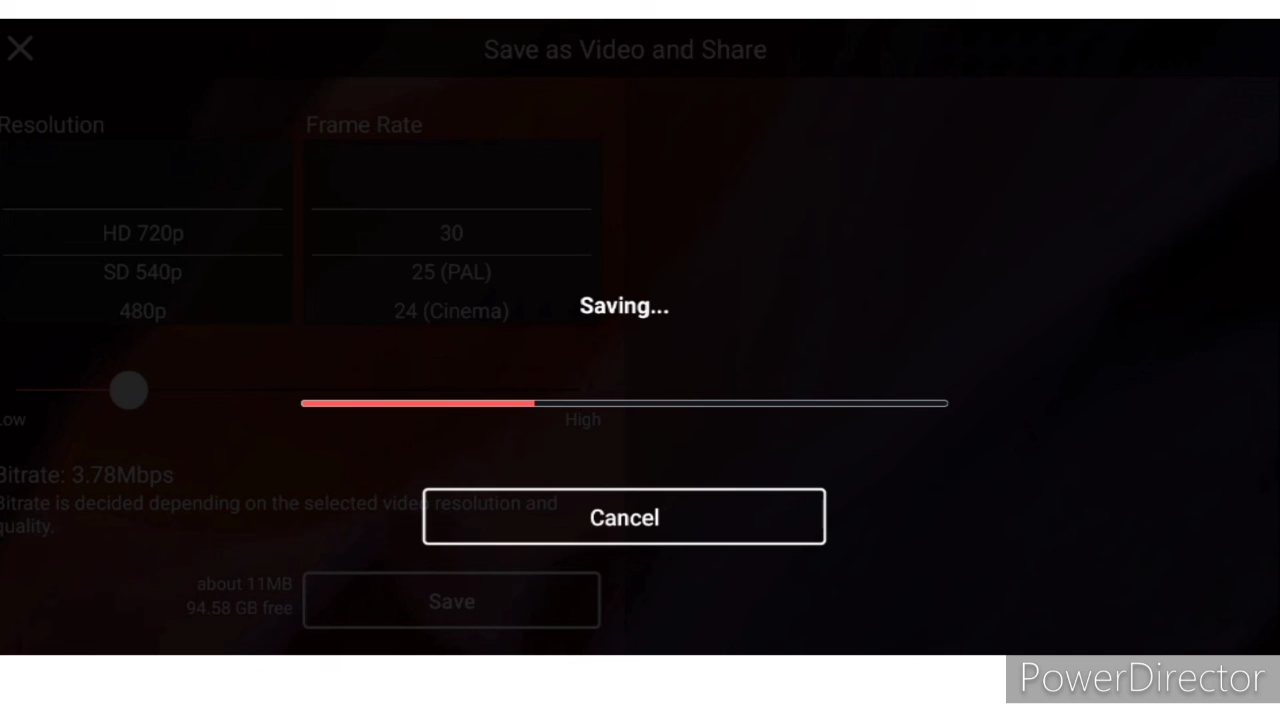 Save as Video and Share
Resolution
Frame Rate
HD 720p
30
SD 540p
25 (PAL)
480p
24 (Cinema)
Saving...
Low
High
Bitrate: 3.78Mbps
Bitrate is decided depending on the selected video resolution and
quality.
Cancel
about 11MB
94.58 GB free
Save
PowerDirector